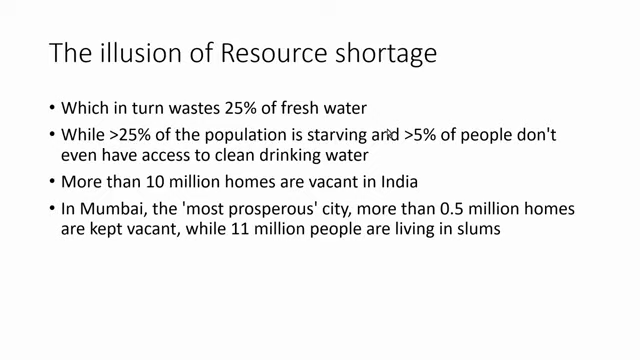 The illusion of Resource shortage
• Which in turn wastes 25% of fresh water
• While >25% of the population is starving and >5% of people don't
even have access to clean drinking water
• More than 10 million homes are vacant in India
• In Mumbai, the 'most prosperous' city, more than 0.5 million homes
are kept vacant, while 11 million people are living in slums